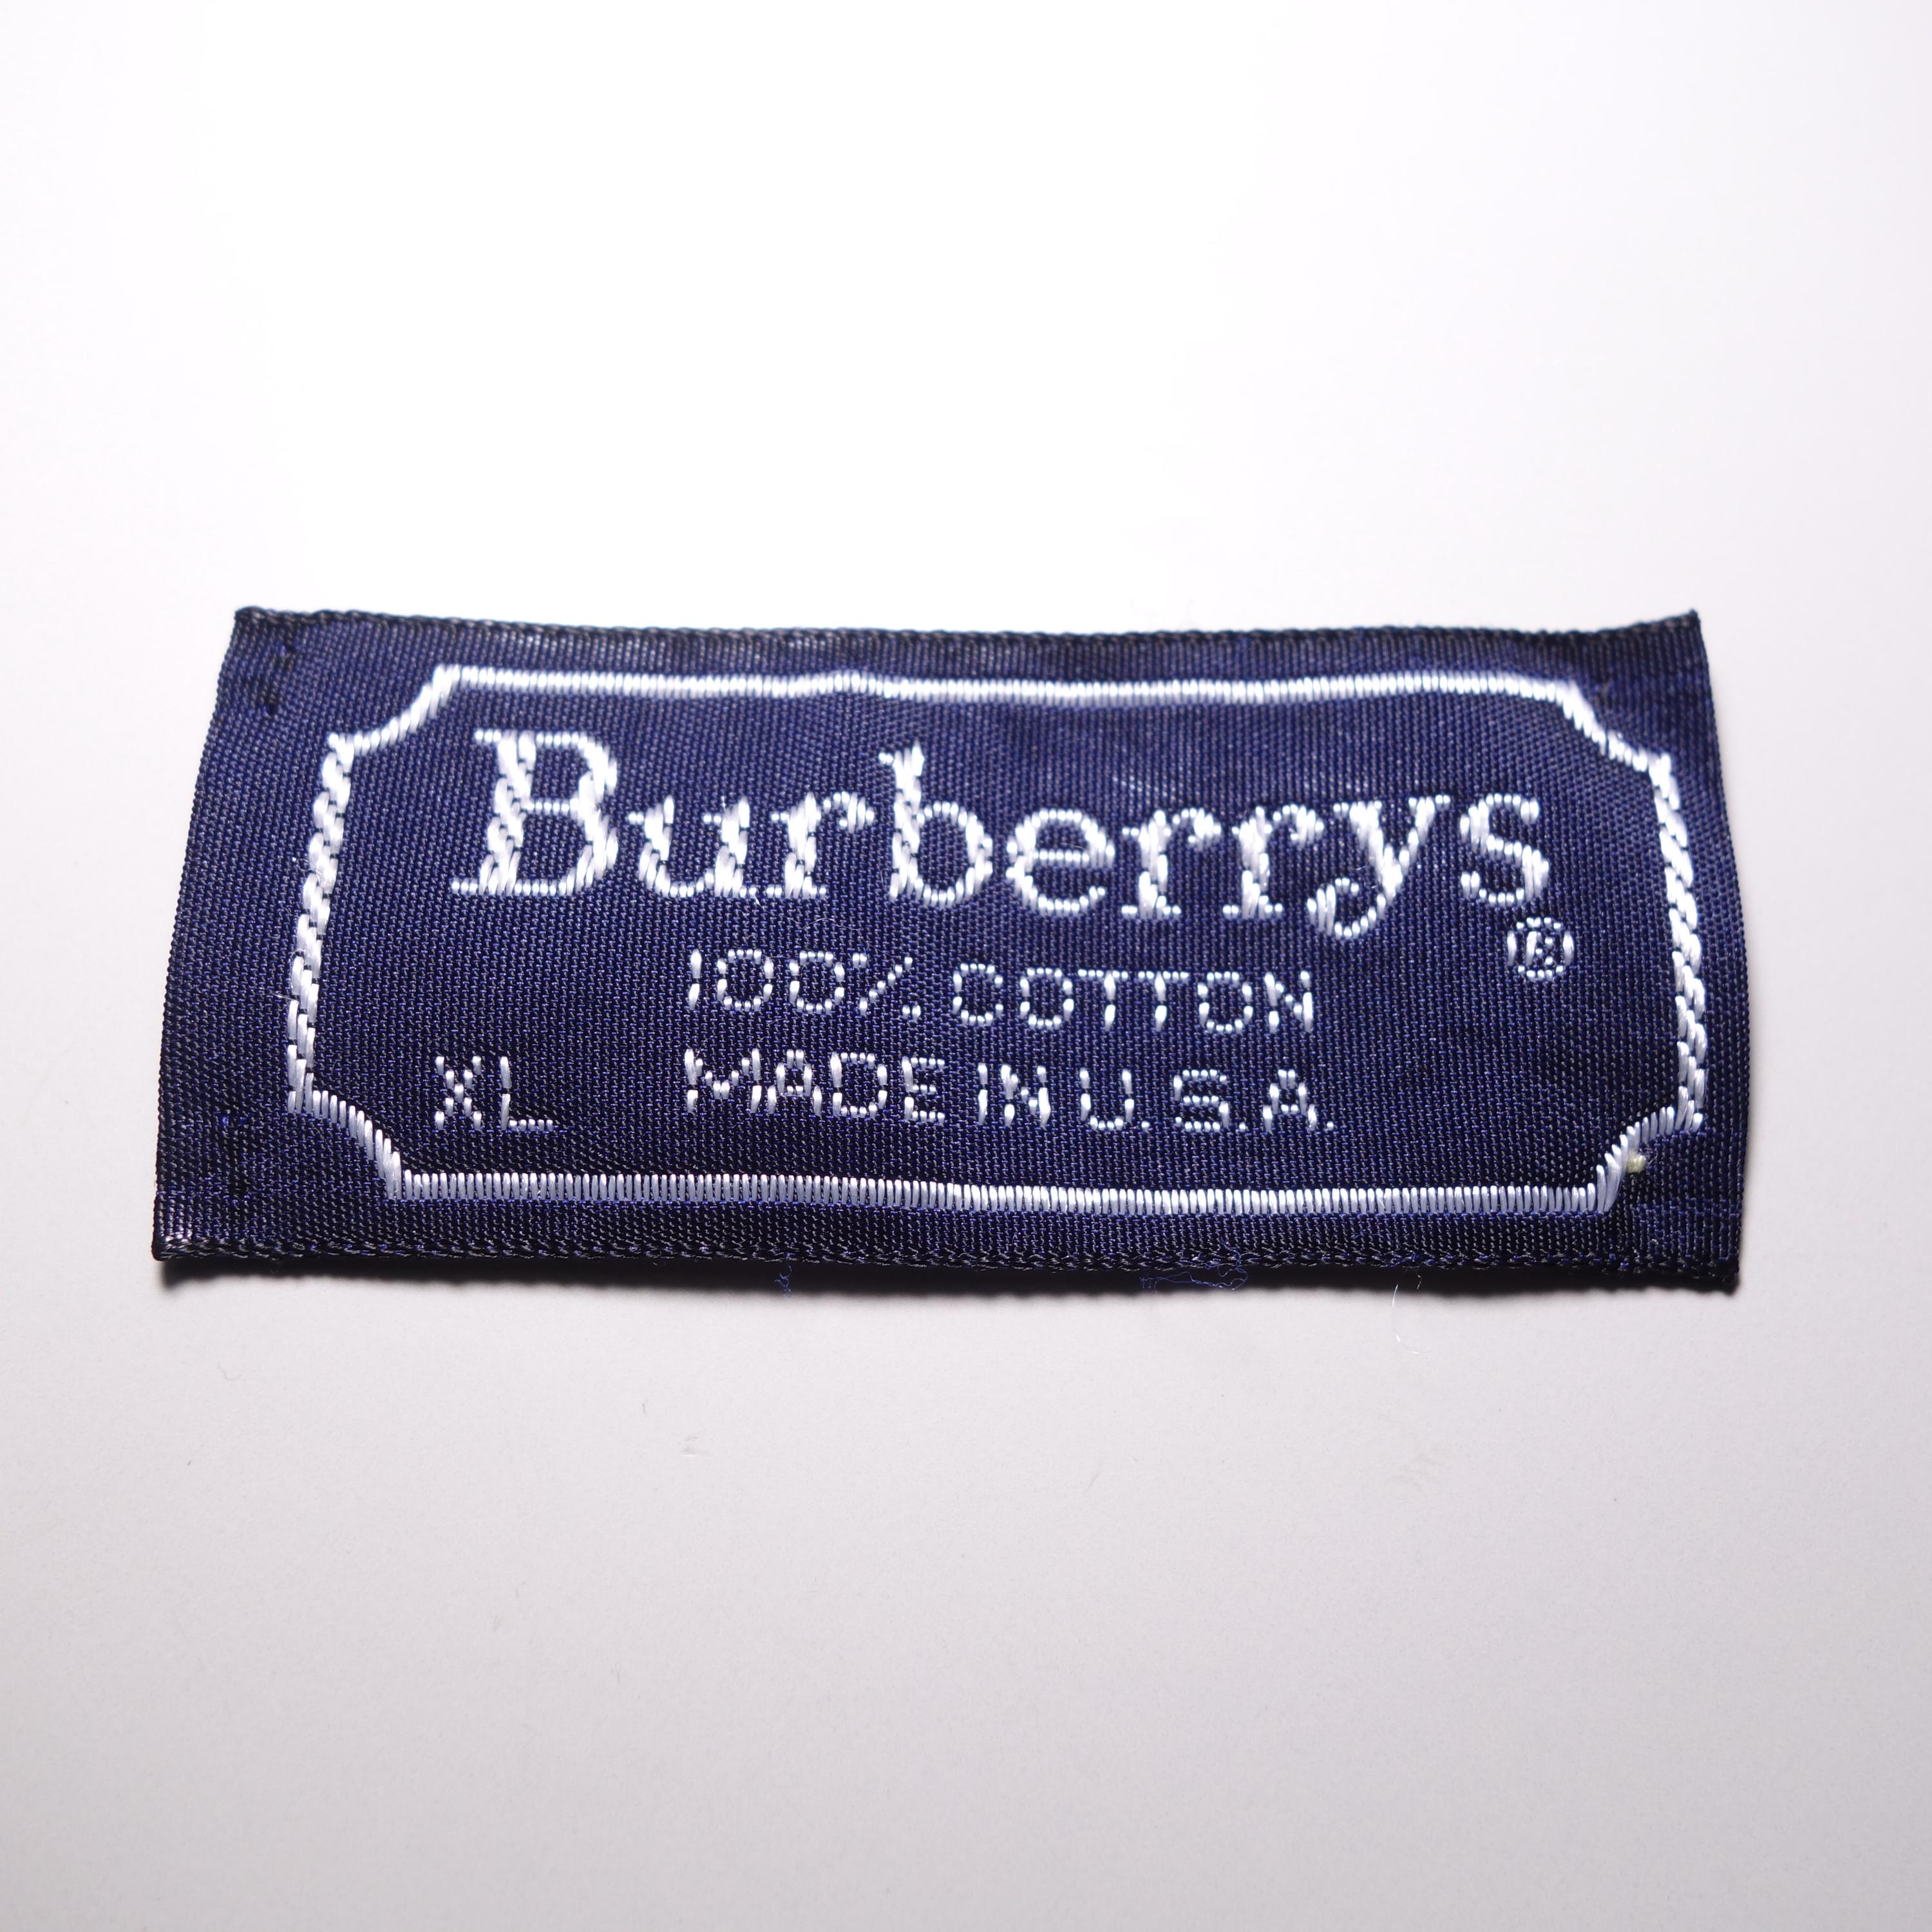 Burberrys
®
100% COTTON
XL MADE IN U.S.A.